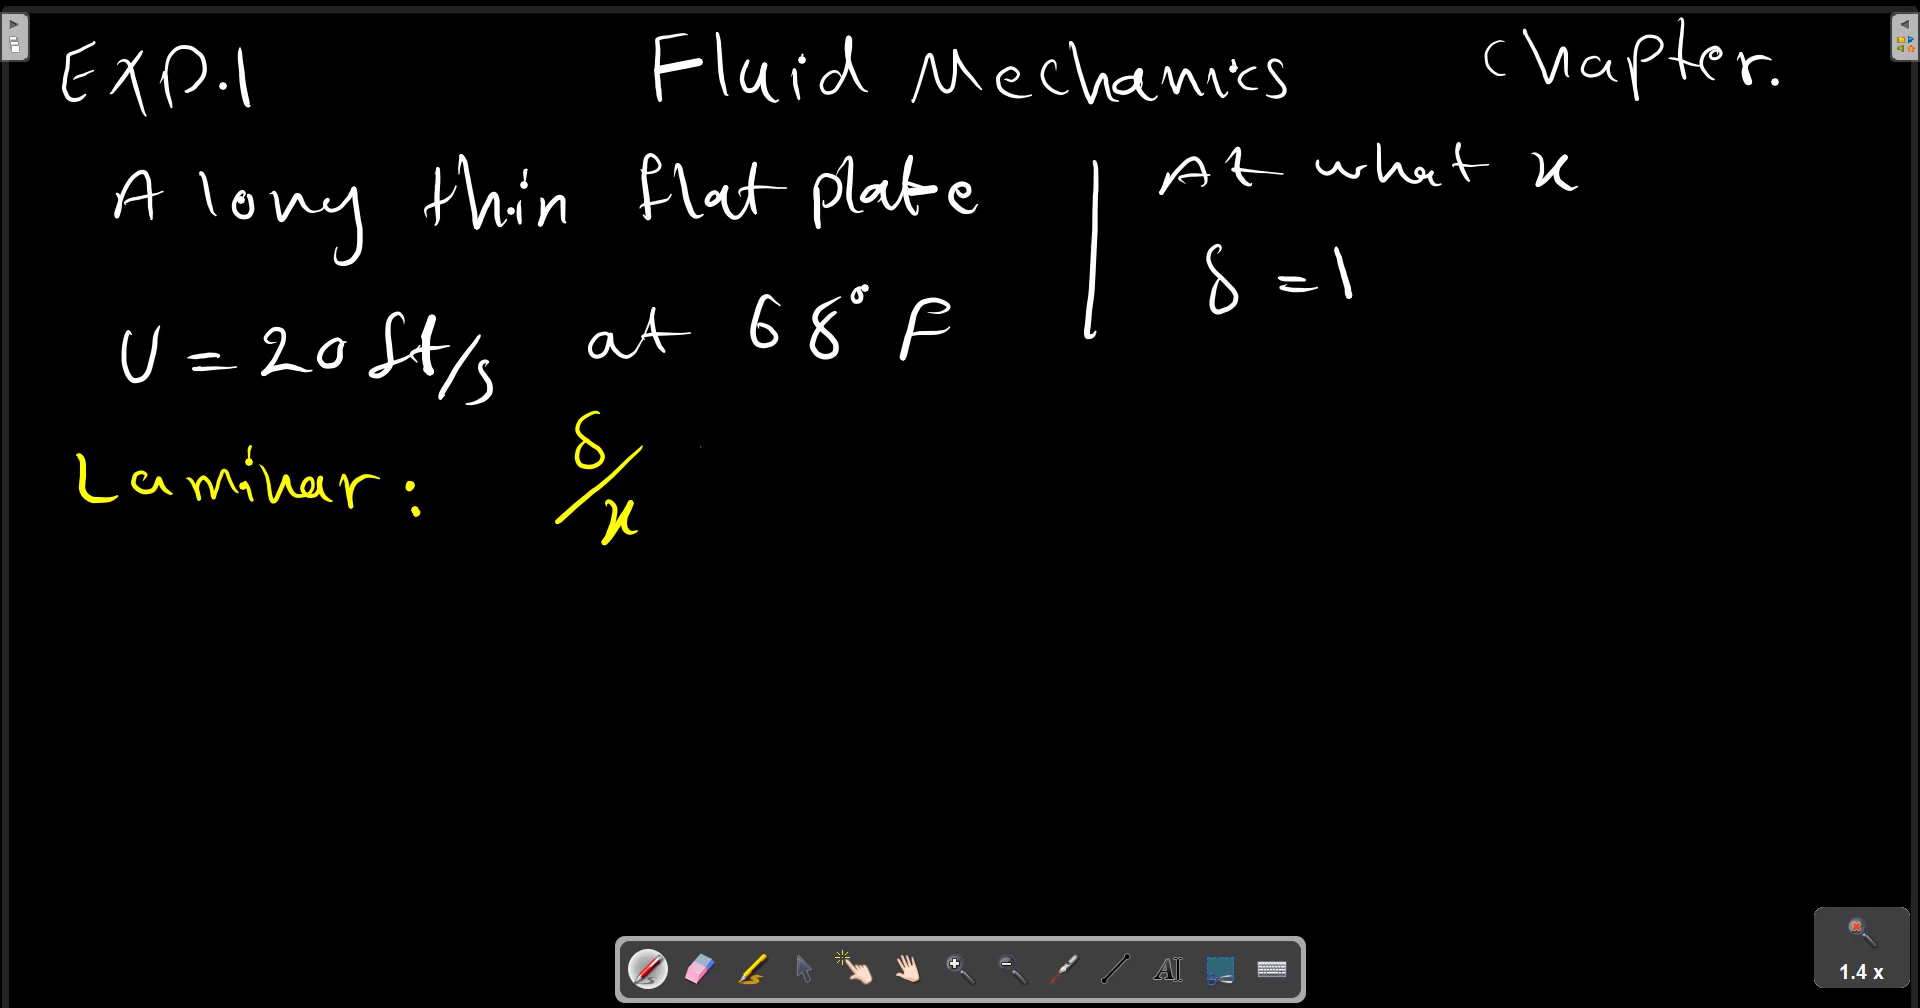 EXP.1 Fluid Mechanics Chapter.
A long thin flat plate
At what x
δ = 1
U = 20 ft/s at 68° F
Laminar: δ/x
1.4 x